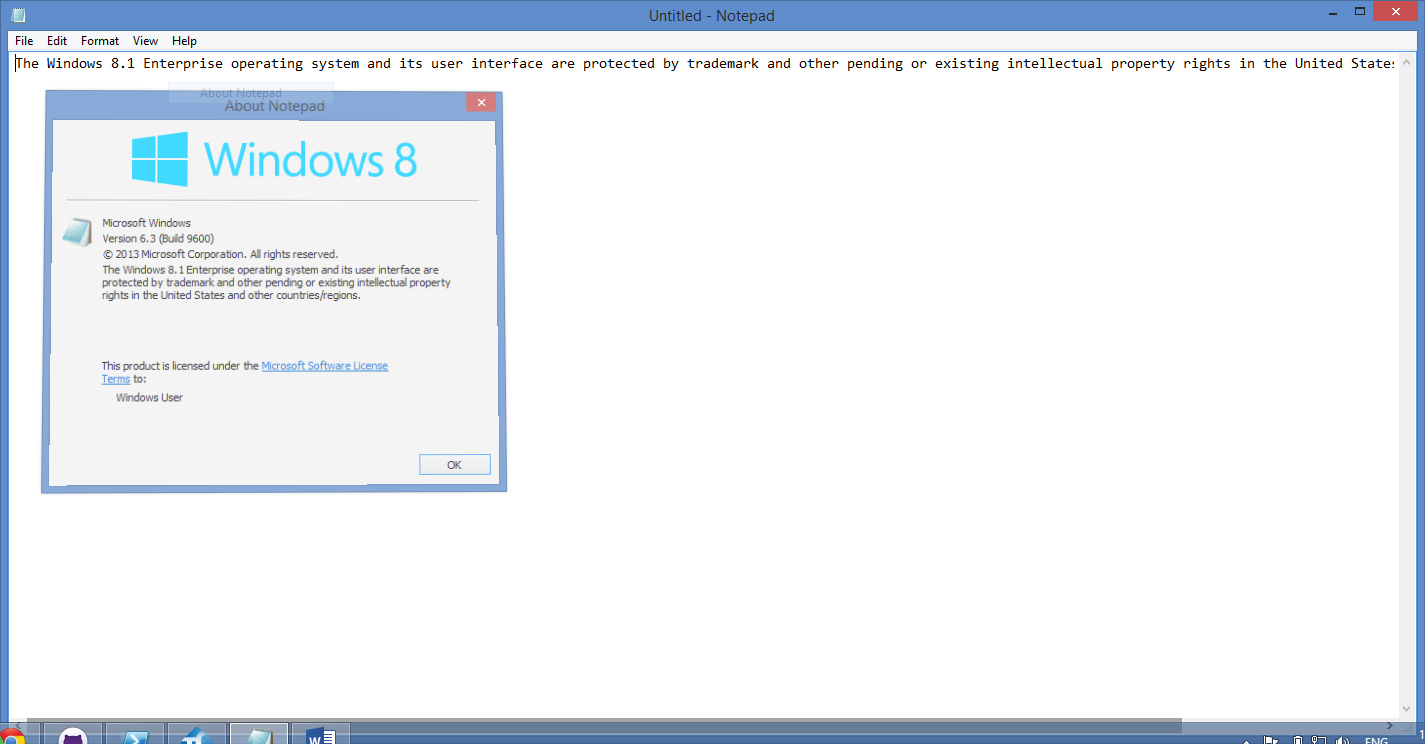 Untitled - Notepad
File Edit Format View Help
The Windows 8.1 Enterprise operating system and its user interface are protected by trademark and other pending or existing intellectual property rights in the United States
About Notepad
About Notepad
Windows 8
Microsoft Windows
Version 6.3 (Build 9600)
© 2013 Microsoft Corporation. All rights reserved.
The Windows 8.1 Enterprise operating system and its user interface are
protected by trademark and other pending or existing intellectual property
rights in the United States and other countries/regions.
This product is licensed under the Microsoft Software License
Terms to:
Windows User
OK
ENG